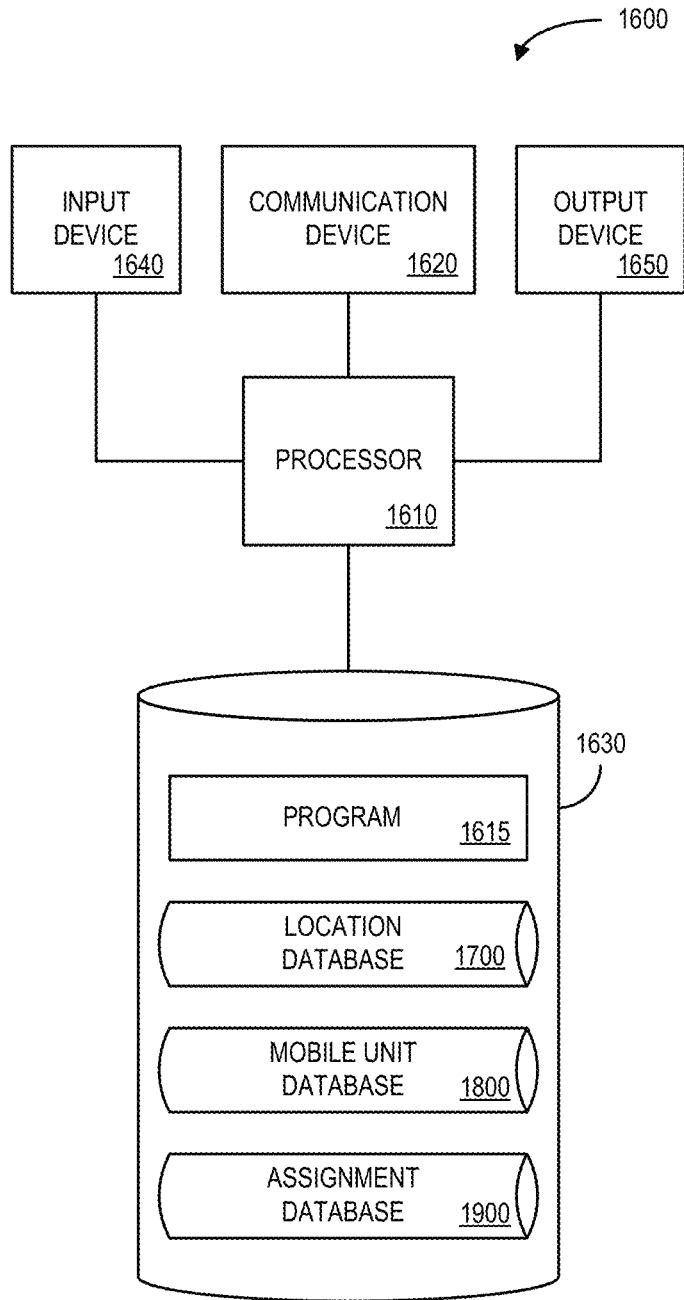 1600
INPUT
DEVICE
1640
COMMUNICATION
DEVICE
1620
OUTPUT
DEVICE
1650
PROCESSOR
1610
1630
PROGRAM
1615
LOCATION
DATABASE
1700
MOBILE UNIT
DATABASE
1800
ASSIGNMENT
DATABASE
1900